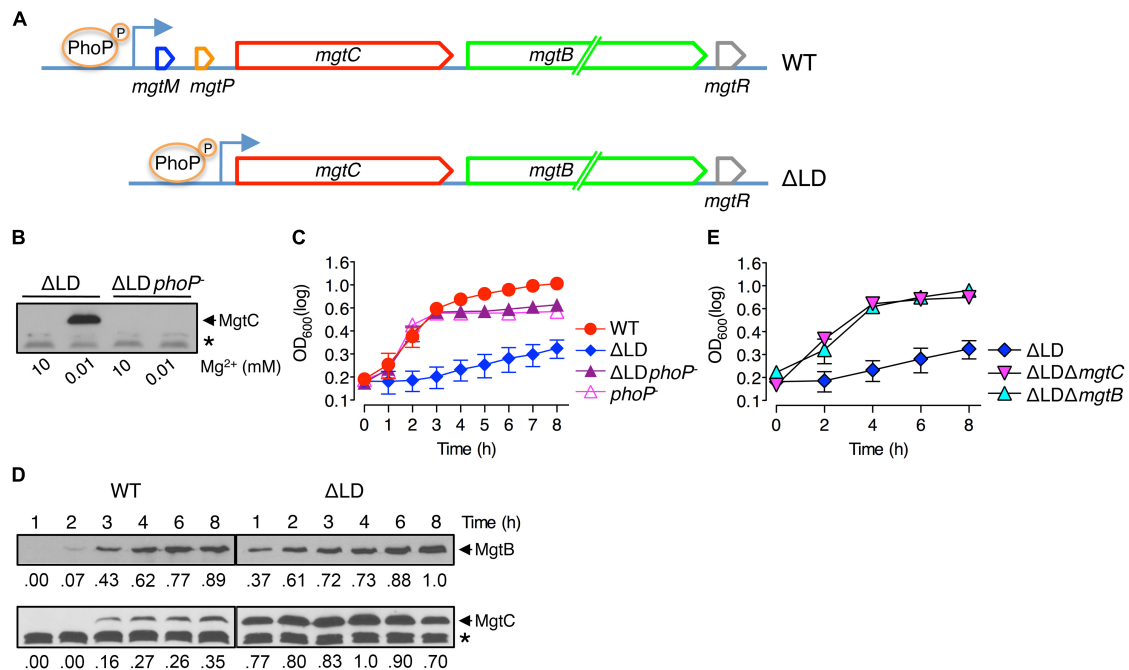 A
PhoP P
mgtM mgtP mgtC mgtB mgtR WT
PhoP P
mgtC mgtB mgtR ΔLD
B
ΔLD ΔLD phoP-
MgtC
*
10 0.01 10 0.01 Mg2+ (mM)
C
OD600(log)
1.6
1.0
0.6
0.4
0.3
0.2
0.1
0 1 2 3 4 5 6 7 8
Time (h)
WT
ΔLD
ΔLD phoP-
phoP-
E
OD600(log)
1.6
1.0
0.6
0.4
0.3
0.2
0.1
0 2 4 6 8
Time (h)
ΔLD
ΔLDΔmgtC
ΔLDΔmgtB
D
WT ΔLD
1 2 3 4 6 8 1 2 3 4 6 8 Time (h)
MgtB
.00 .07 .43 .62 .77 .89 .37 .61 .72 .73 .88 1.0
MgtC
*
.00 .00 .16 .27 .26 .35 .77 .80 .83 1.0 .90 .70